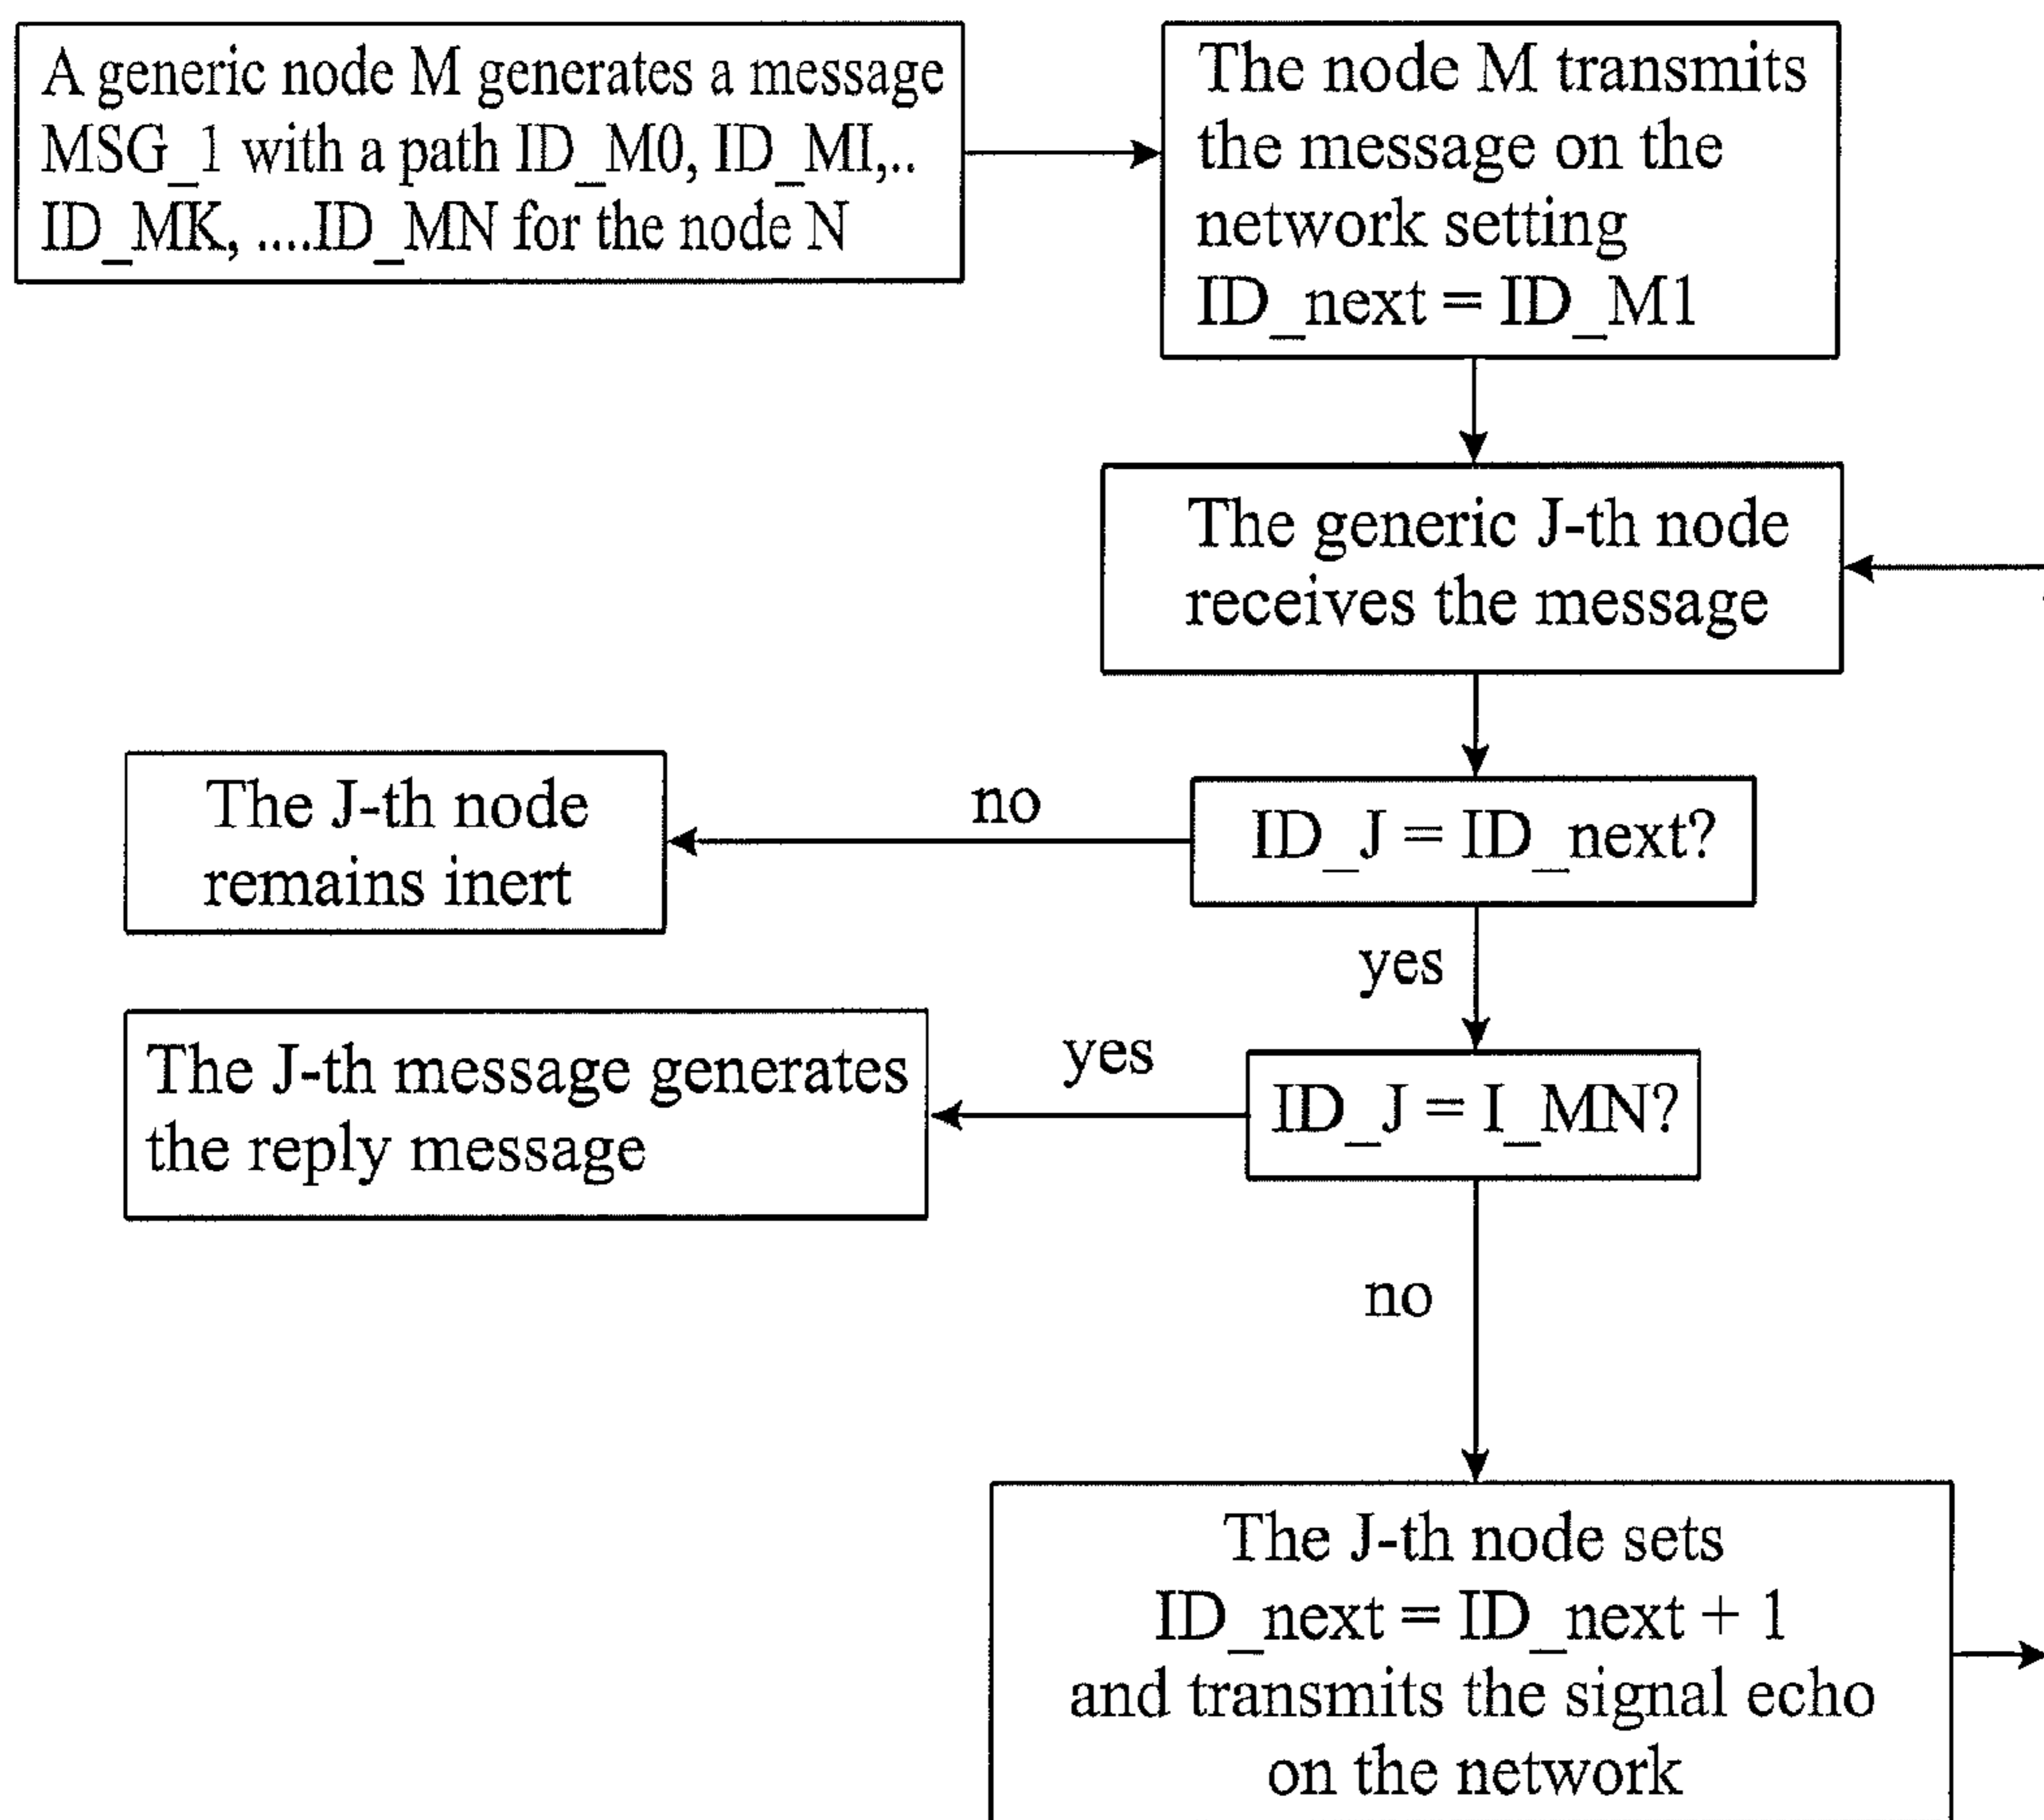 A generic node M generates a message
MSG_1 with a path ID_M0, ID_MI,..
ID_MK, ....ID_MN for the node N
The node M transmits
the message on the
network setting
ID_next = ID_M1
The generic J-th node
receives the message
ID_J = ID_next?
no
The J-th node
remains inert
yes
ID_J = I_MN?
yes
The J-th message generates
the reply message
no
The J-th node sets
ID_next = ID_next + 1
and transmits the signal echo
on the network